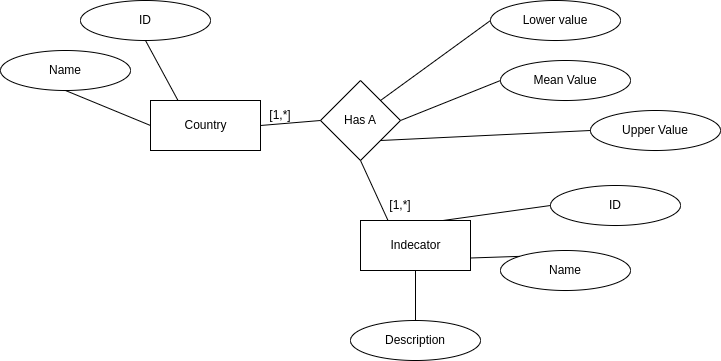 ID
Lower value
Name
Mean Value
[1,*]
Has A
Country
Upper Value
[1,*]
ID
Indecator
Name
Description